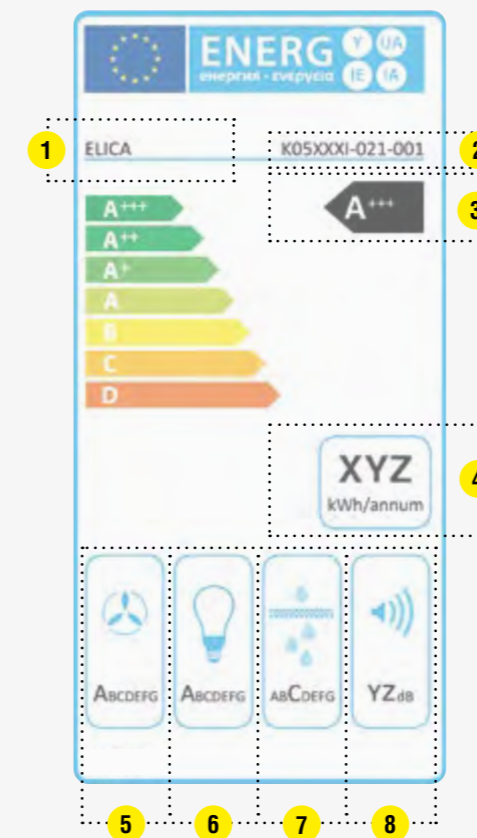 ENERG Y UA
енергия · ενεργεια IE IA
1 ELICA K05XXXI-021-001 2
A+++ A+++ 3
A++
A+
A
B
C
D
XYZ 4
kWh/annum
ABCDEFG ABCDEFG ABCDEFG YZdB
5 6 7 8